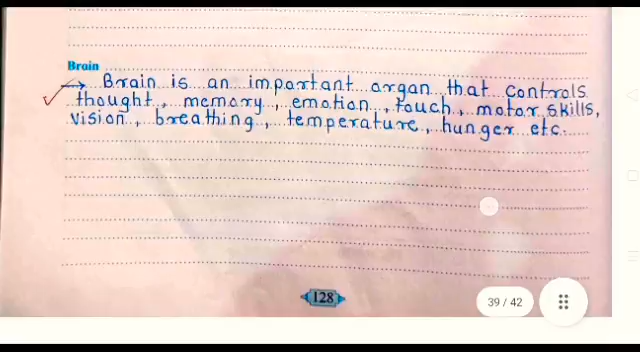 Brain
→ Brain is an important organ that controls
thought, memory, emotion, touch, motor skills,
vision, breathing, temperature, hunger etc.
128
39 / 42